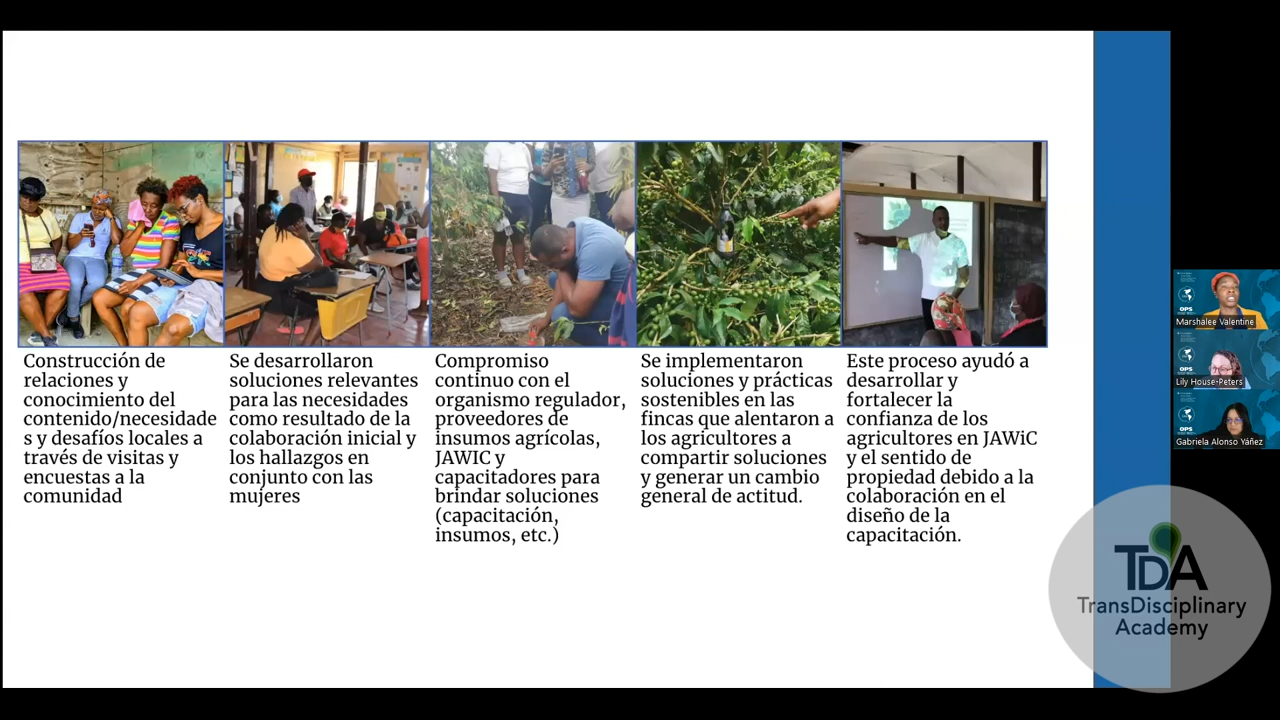 Construcción de
relaciones y
conocimiento del
contenido/necesidade
s y desafíos locales a
través de visitas y
encuestas a la
comunidad
Se desarrollaron
soluciones relevantes
para las necesidades
como resultado de la
colaboración inicial y
los hallazgos en
conjunto con las
mujeres
Compromiso
continuo con el
organismo regulador,
proveedores de
insumos agrícolas,
JAWIC y
capacitadores para
brindar soluciones
(capacitación,
insumos, etc.)
Se implementaron
soluciones y prácticas
sostenibles en las
fincas que alentaron a
los agricultores a
compartir soluciones
y generar un cambio
general de actitud.
Este proceso ayudó a
desarrollar y
fortalecer la
confianza de los
agricultores en JAWiC
y el sentido de
propiedad debido a la
colaboración en el
diseño de la
capacitación.
OPS
Marshalee Valentine
OPS
Lily House-Peters
OPS
Gabriela Alonso Yáñez
TDA
TransDisciplinary
Academy